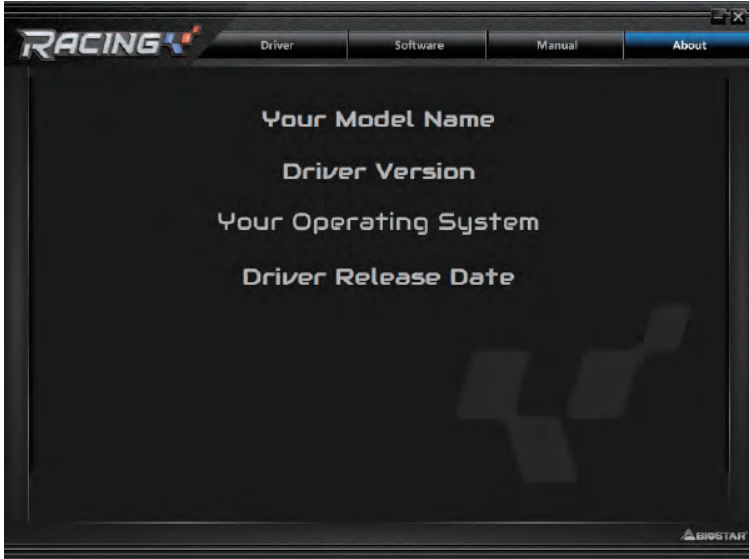 RACING
Driver Software Manual About
Your Model Name
Driver Version
Your Operating System
Driver Release Date
BIOSTAR